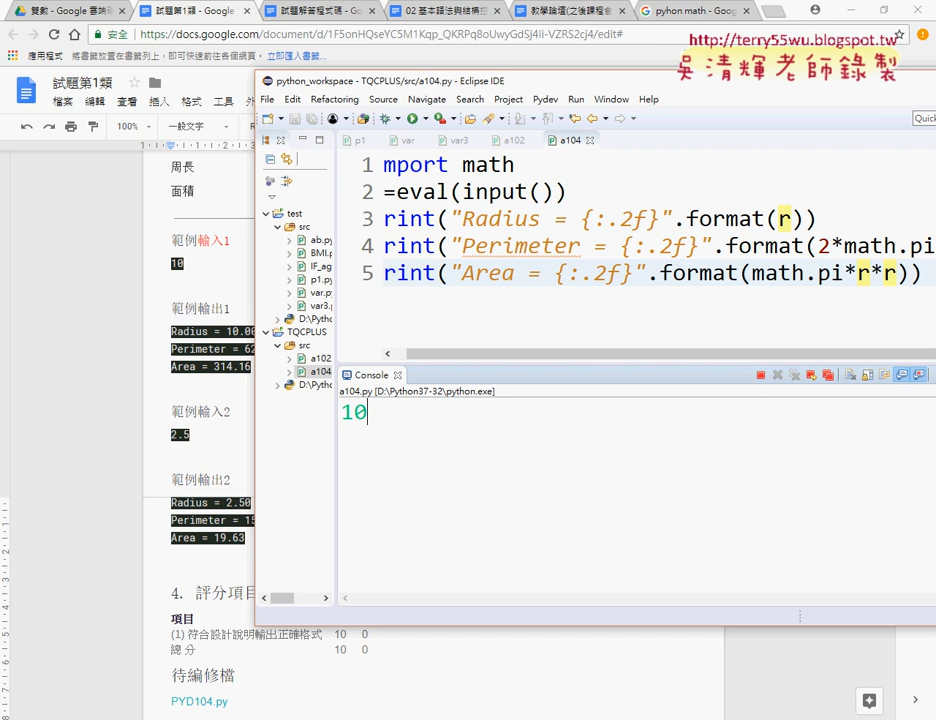 雙數 - Google 雲端硬
試題第1類 - Google
試題解答程式碼 - Go
02 基本語法與結構控
教學論壇(之後課程會
pyhon math - Goog
安全
https://docs.google.com/document/d/1F5onHQseYC5M1Kqp_QKRPq8oUwyGdSJ4Ii-VZRS2cj4/edit#
應用程式
將書籤放置在書籤列上，即可快速前往各個網頁。
立即匯入書籤...
http://terry55wu.blogspot.tw
吳清輝老師錄製
試題第1類
檔案
編輯
查看
插入
格式
工具
100%
一般文字
周長
面積
範例輸入1
10
範例輸出1
Radius = 10.00
Perimeter = 62
Area = 314.16
範例輸入2
2.5
範例輸出2
Radius = 2.50
Perimeter = 15
Area = 19.63
4. 評分項目
項目
(1) 符合設計說明輸出正確格式 10 0
總 分 10 0
待編修檔
PYD104.py
python_workspace - TQCPLUS/src/a104.py - Eclipse IDE
File Edit Refactoring Source Navigate Search Project Pydev Run Window Help
Quick
p1
var
var3
a102
a104
test
src
ab.py
BMI.p
IF_ag
p1.py
var.py
var3.
D:\Pytho
TQCPLUS
src
a102
a104
D:\Pytho
1 mport math
2 =eval(input())
3 rint("Radius = {:.2f}".format(r))
4 rint("Perimeter = {:.2f}".format(2*math.pi
5 rint("Area = {:.2f}".format(math.pi*r*r))
Console
a104.py [D:\Python37-32\python.exe]
10